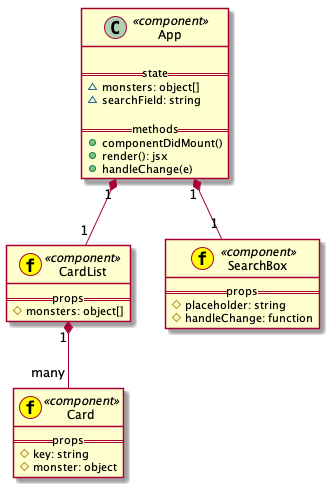 C «component»
App
state
monsters: object[]
searchField: string
methods
componentDidMount()
render(): jsx
handleChange(e)
1 1
1 1
f «component»
CardList
props
monsters: object[]
f «component»
SearchBox
props
placeholder: string
handleChange: function
1
many
f «component»
Card
props
key: string
monster: object